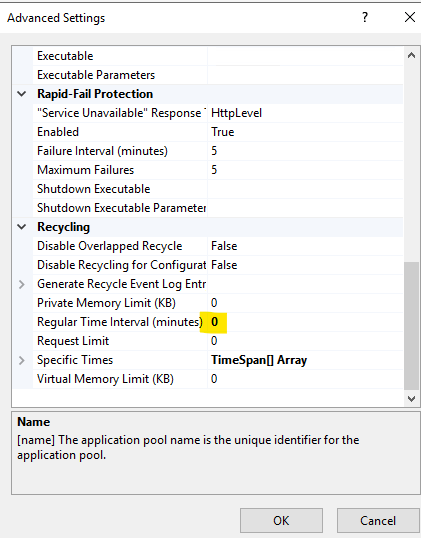 Advanced Settings ? ×
Executable
Executable Parameters
Rapid-Fail Protection
"Service Unavailable" Response T HttpLevel
Enabled True
Failure Interval (minutes) 5
Maximum Failures 5
Shutdown Executable
Shutdown Executable Parameter
Recycling
Disable Overlapped Recycle False
Disable Recycling for Configurat False
Generate Recycle Event Log Entr
Private Memory Limit (KB) 0
Regular Time Interval (minutes) 0
Request Limit 0
Specific Times TimeSpan[] Array
Virtual Memory Limit (KB) 0
Name
[name] The application pool name is the unique identifier for the
application pool.
OK Cancel